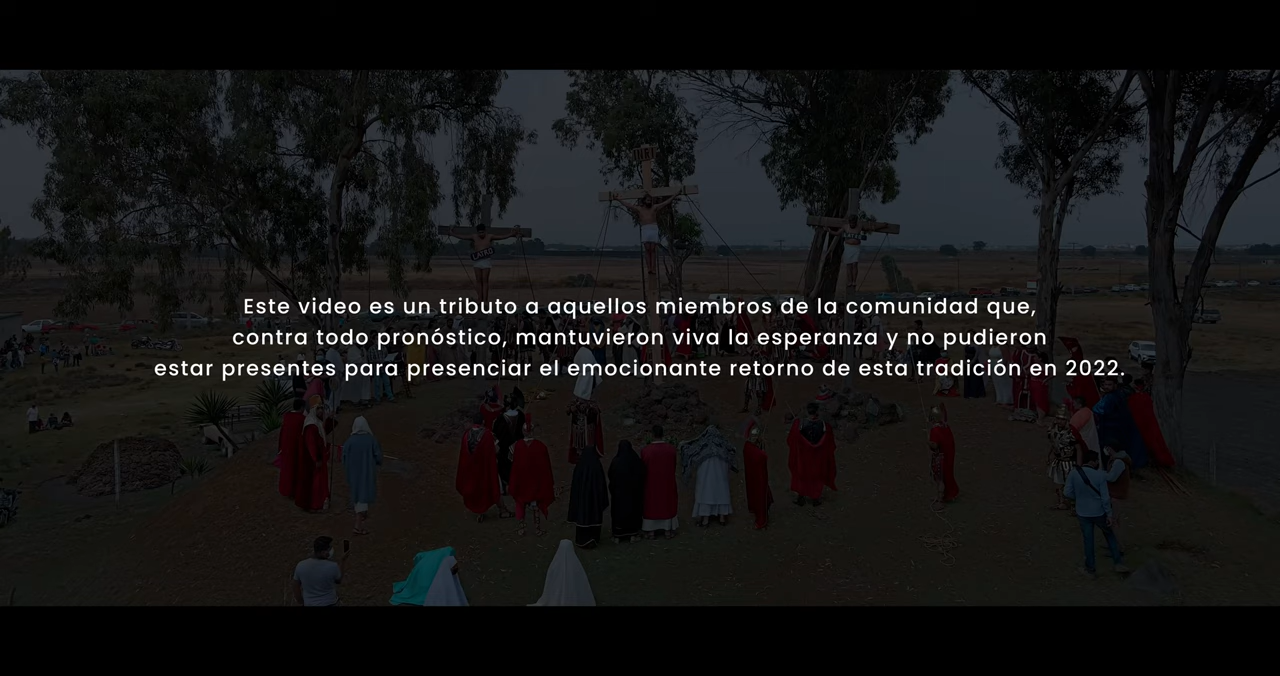 Este video es un tributo a aquellos miembros de la comunidad que,
contra todo pronóstico, mantuvieron viva la esperanza y no pudieron
estar presentes para presenciar el emocionante retorno de esta tradición en 2022.